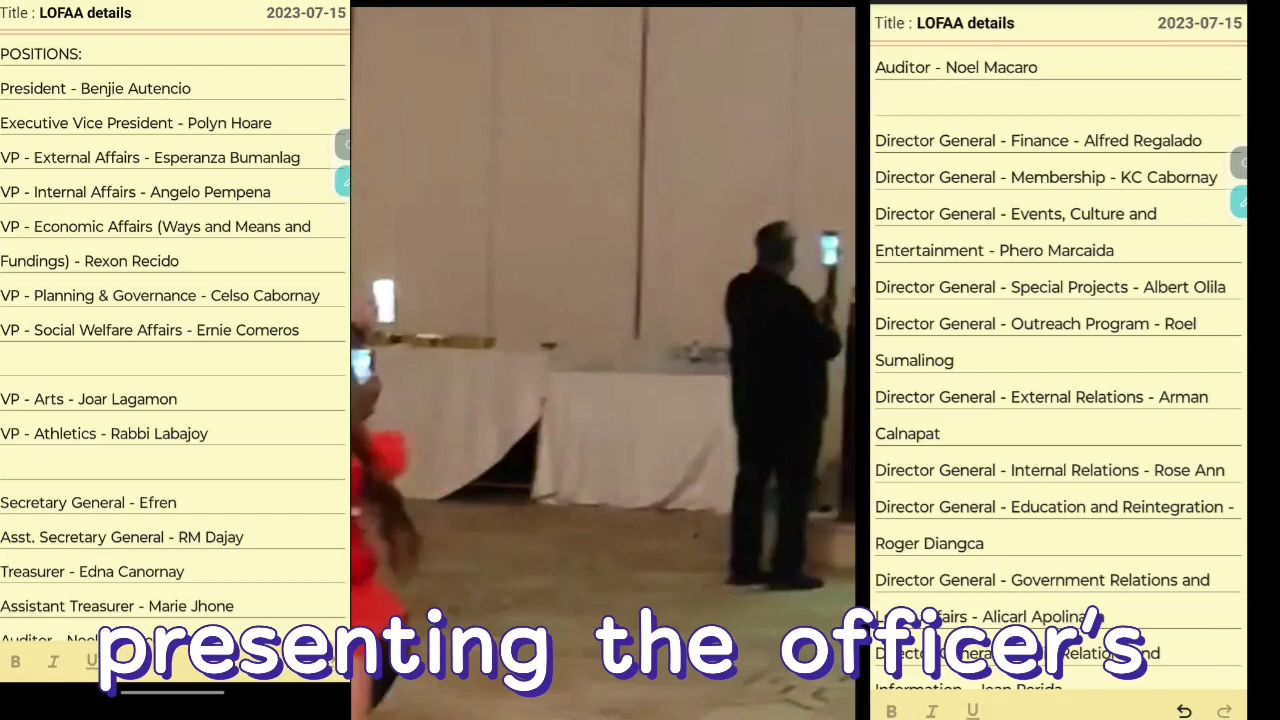 Title : LOFAA details 2023-07-15
POSITIONS:
President - Benjie Autencio
Executive Vice President - Polyn Hoare
VP - External Affairs - Esperanza Bumanlag
VP - Internal Affairs - Angelo Pempena
VP - Economic Affairs (Ways and Means and
Fundings) - Rexon Recido
VP - Planning & Governance - Celso Cabornay
VP - Social Welfare Affairs - Ernie Comeros
VP - Arts - Joar Lagamon
VP - Athletics - Rabbi Labajoy
Secretary General - Efren
Asst. Secretary General - RM Dajay
Treasurer - Edna Canornay
Assistant Treasurer - Marie Jhone
Auditor - Noel
B I U
Title : LOFAA details 2023-07-15
Auditor - Noel Macaro
Director General - Finance - Alfred Regalado
Director General - Membership - KC Cabornay
Director General - Events, Culture and
Entertainment - Phero Marcaida
Director General - Special Projects - Albert Olila
Director General - Outreach Program - Roel
Sumalinog
Director General - External Relations - Arman
Calnapat
Director General - Internal Relations - Rose Ann
Director General - Education and Reintegration -
Roger Diangca
Director General - Government Relations and
- Alicarl Apolina
and
Information - Jean Perida
B I U
presenting the officer's